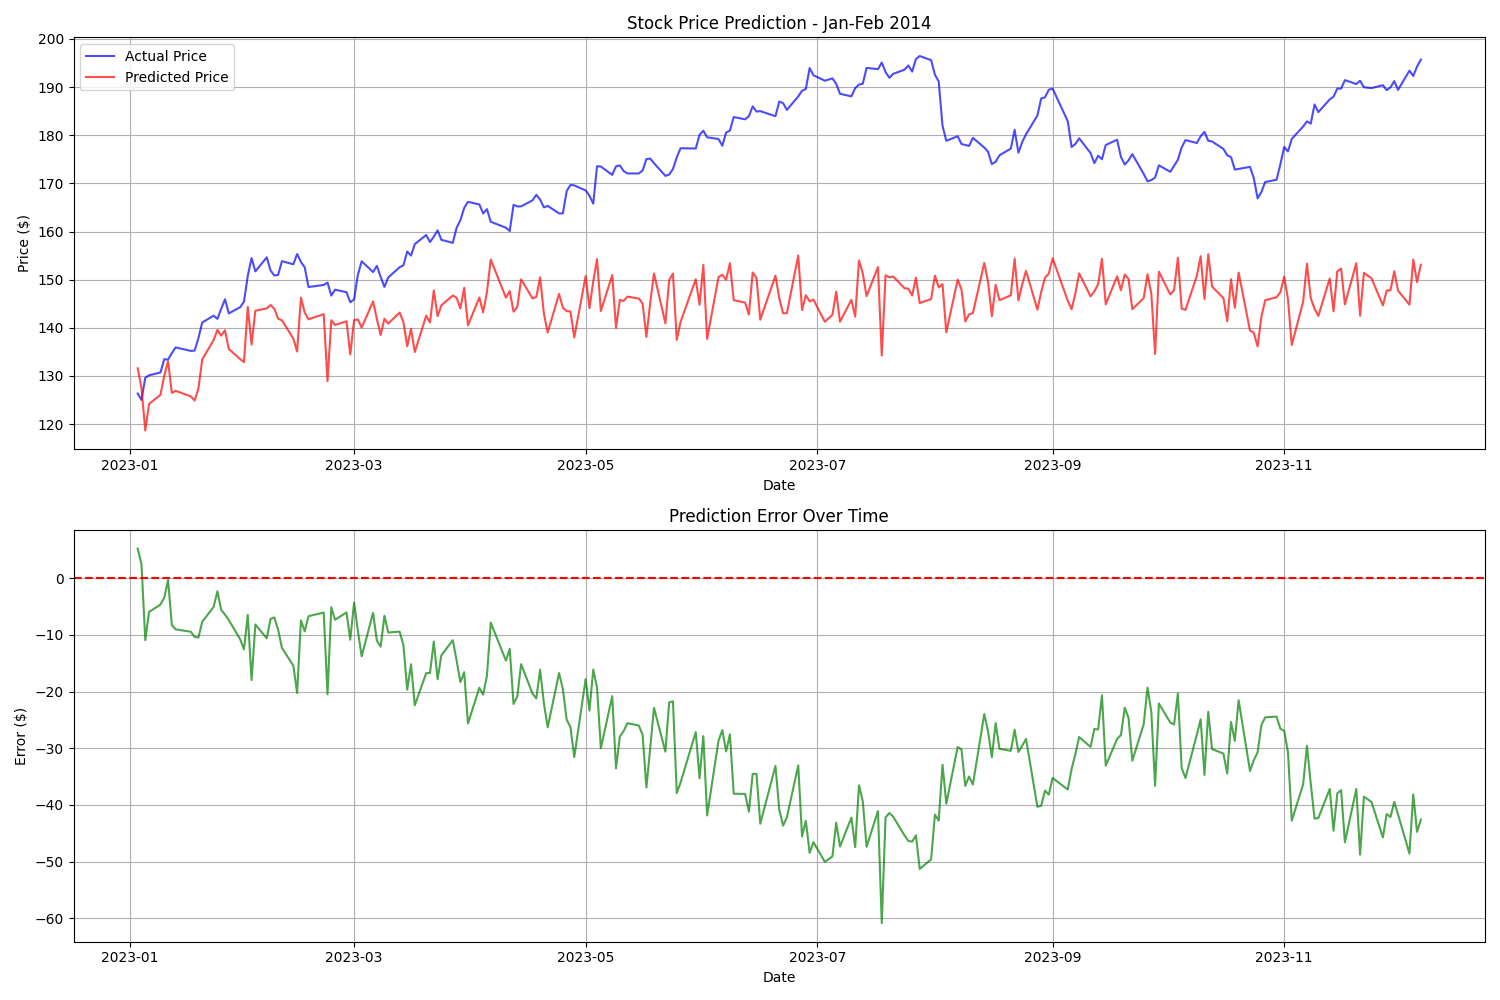 Stock Price Prediction - Jan-Feb 2014
Actual Price
Predicted Price
Price ($)
200
190
180
170
160
150
140
130
120
2023-01 2023-03 2023-05 2023-07 2023-09 2023-11
Date
Prediction Error Over Time
Error ($)
0
−10
−20
−30
−40
−50
−60
2023-01 2023-03 2023-05 2023-07 2023-09 2023-11
Date